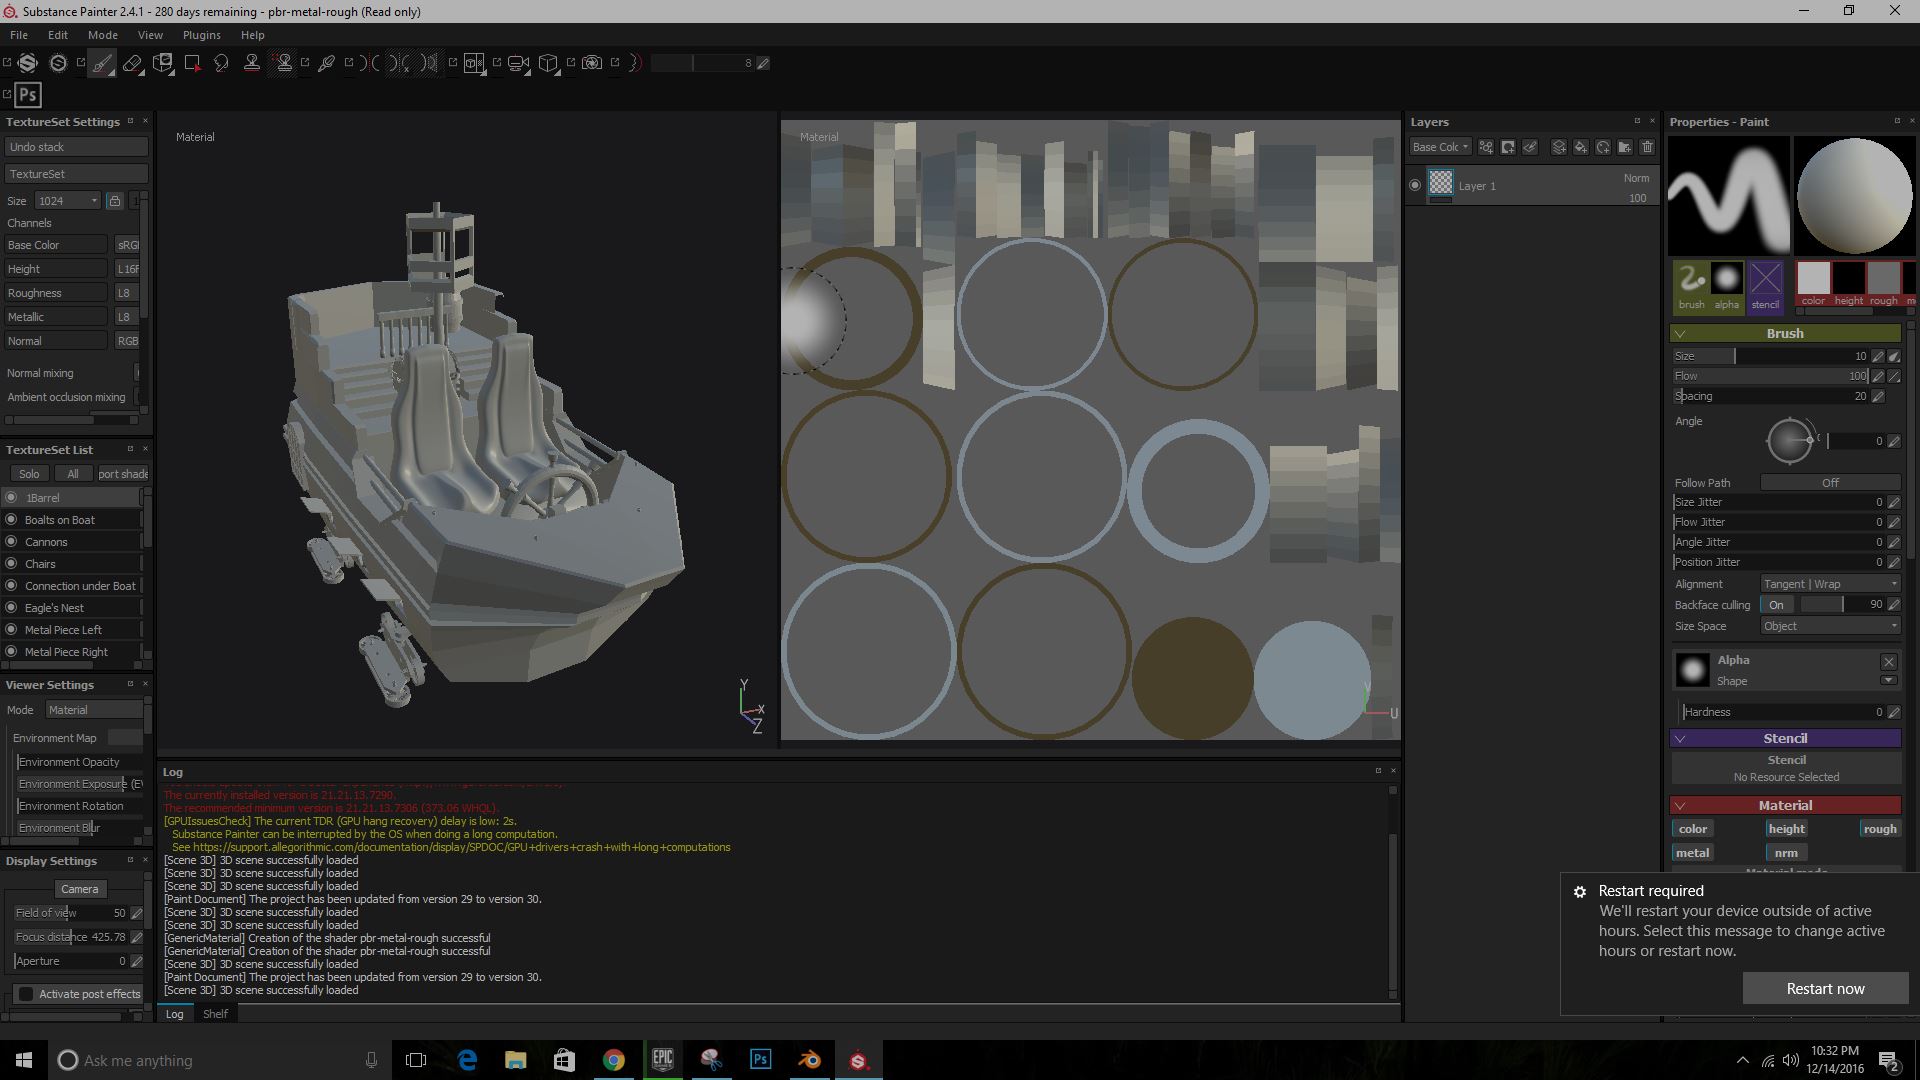 Substance Painter 2.4.1 - 280 days remaining - pbr-metal-rough (Read only)
File Edit Mode View Plugins Help
8
Ps
TextureSet Settings
Undo stack
TextureSet
Size 1024
Channels
Base Color sRGI
Height L16F
Roughness L8
Metallic L8
Normal RGB
Normal mixing
Ambient occlusion mixing
TextureSet List
Solo All port shade
1Barrel
Boalts on Boat
Cannons
Chairs
Connection under Boat
Eagle's Nest
Metal Piece Left
Metal Piece Right
Viewer Settings
Mode Material
Environment Map
Environment Opacity
Environment Exposure (EV
Environment Rotation
Environment Blur
Display Settings
Camera
Field of view 50
Focus distance 425.78
Aperture 0
Activate post effects
Material
Y
X
Z
Material
U
Log
The currently installed version is 21.21.13.7290.
The recommended minimum version is 21.21.13.7306 (373.06 WHQL).
[GPUIssuesCheck] The current TDR (GPU hang recovery) delay is low: 2s.
Substance Painter can be interrupted by the OS when doing a long computation.
See https://support.allegorithmic.com/documentation/display/SPDOC/GPU+drivers+crash+with+long+computations
[Scene 3D] 3D scene successfully loaded
[Scene 3D] 3D scene successfully loaded
[Scene 3D] 3D scene successfully loaded
[Paint Document] The project has been updated from version 29 to version 30.
[Scene 3D] 3D scene successfully loaded
[Scene 3D] 3D scene successfully loaded
[GenericMaterial] Creation of the shader pbr-metal-rough successful
[GenericMaterial] Creation of the shader pbr-metal-rough successful
[Scene 3D] 3D scene successfully loaded
[Paint Document] The project has been updated from version 29 to version 30.
[Scene 3D] 3D scene successfully loaded
Log Shelf
Layers
Base Colc
Layer 1 Norm
100
Properties - Paint
brush alpha stencil color height rough m
Brush
Size 10
Flow 100
Spacing 20
Angle 0
Follow Path Off
Size Jitter 0
Flow Jitter 0
Angle Jitter 0
Position Jitter 0
Alignment Tangent | Wrap
Backface culling On 90
Size Space Object
Alpha
Shape
Hardness 0
Stencil
Stencil
No Resource Selected
Material
color height rough
metal nrm
Material mode
Restart required
We'll restart your device outside of active
hours. Select this message to change active
hours or restart now.
Restart now
Ask me anything
EPIC
GAMES
Ps
10:32 PM
12/14/2016
2